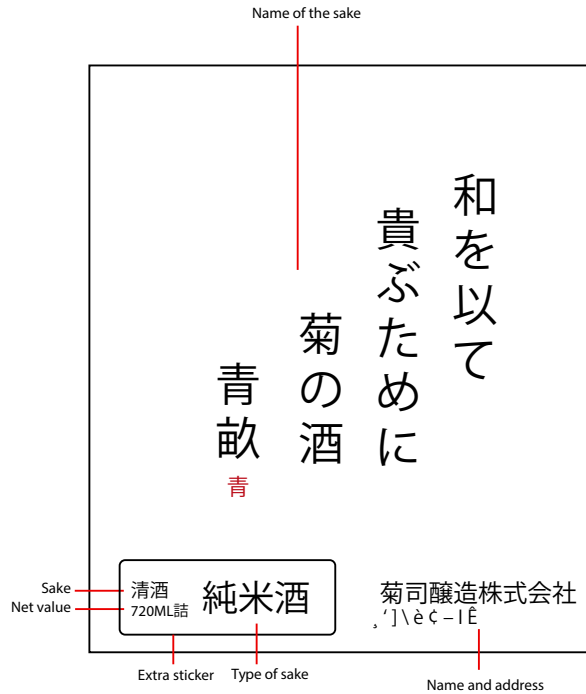 Name of the sake
和を以て
貴ぶために
菊の酒
青畝
青
Sake
清酒
Net value
720ML詰
純米酒
菊司醸造株式会社
¸‘]\è¢–IÊ
Extra sticker
Type of sake
Name and address